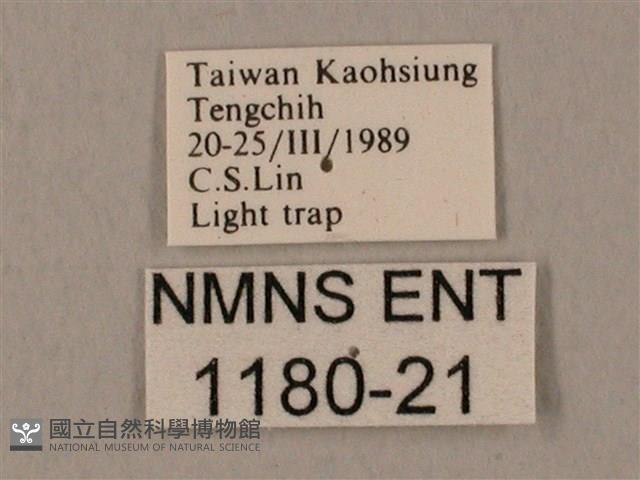 Taiwan Kaohsiung
Tengchih
20-25/III/1989
C.S.Lin
Light trap
NMNS ENT
1180-21
國立自然科學博物館
NATIONAL MUSEUM OF NATURAL SCIENCE